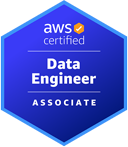 aws
certified
Data
Engineer
ASSOCIATE